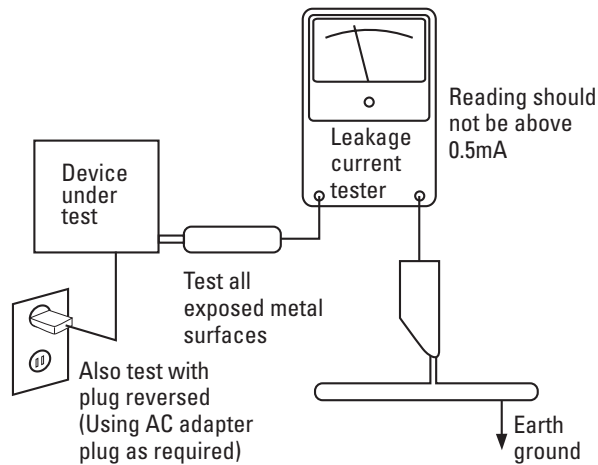 Device
under
test
Leakage
current
tester
Reading should
not be above
0.5mA
Test all
exposed metal
surfaces
Also test with
plug reversed
(Using AC adapter
plug as required)
Earth
ground